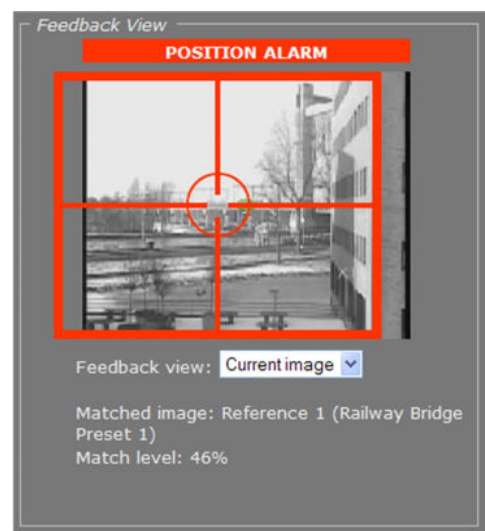 Feedback View
POSITION ALARM
Feedback view: Current image
Matched image: Reference 1 (Railway Bridge
Preset 1)
Match level: 46%